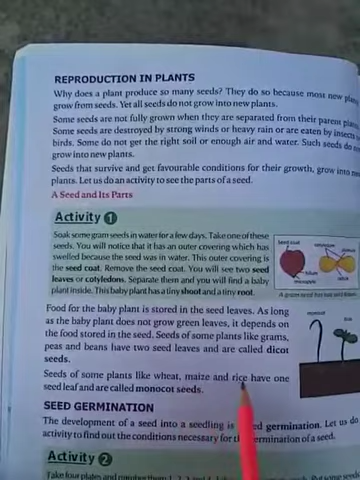 REPRODUCTION IN PLANTS
Why does a plant produce so many seeds? They do so because most new plants
grow from seeds. Yet all seeds do not grow into new plants.
Some seeds are not fully grown when they are separated from their parent plants.
Some seeds are destroyed by strong winds or heavy rain or are eaten by insects
birds. Some do not get the right soil or enough air and water. Such seeds do
grow into new plants.
Seeds that survive and get favourable conditions for their growth, grow into
plants. Let us do an activity to see the parts of a seed.
A Seed and Its Parts
Activity 1
Soak some gram seeds in water for a few days. Take one of these
seeds. You will notice that it has an outer covering which has
swelled because the seed was in water. This outer covering is
the seed coat. Remove the seed coat. You will see two seed
leaves or cotyledons. Separate them and you will find a baby
plant inside. This baby plant has a tiny shoot and a tiny root.
Seed coat
A gram seed has two seed leaves
Food for the baby plant is stored in the seed leaves. As long
as the baby plant does not grow green leaves, it depends on
the food stored in the seed. Seeds of some plants like grams,
peas and beans have two seed leaves and are called dicot
seeds.
Seeds of some plants like wheat, maize and rice have one
seed leaf and are called monocot seeds.
monocot
dicot
SEED GERMINATION
The development of a seed into a seedling is germination. Let us do
activity to find out the conditions necessary for germination of a seed.
Activity 2
Take four plates and number them